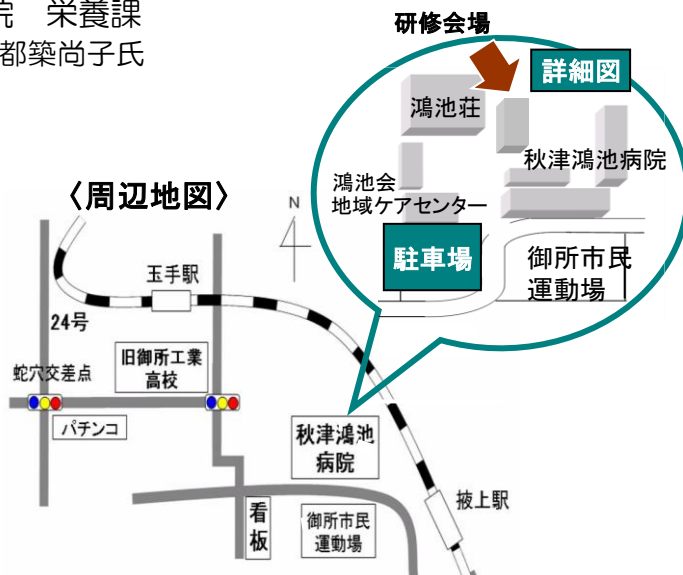 院　栄養課
都築尚子氏
研修会場
詳細図
鴻池荘
秋津鴻池病院
鴻池会
地域ケアセンター
駐車場
御所市民
運動場
〈周辺地図〉
N
玉手駅
24号
旧御所工業
高校
蛇穴交差点
パチンコ
秋津鴻池
病院
掖上駅
看板
御所市民
運動場